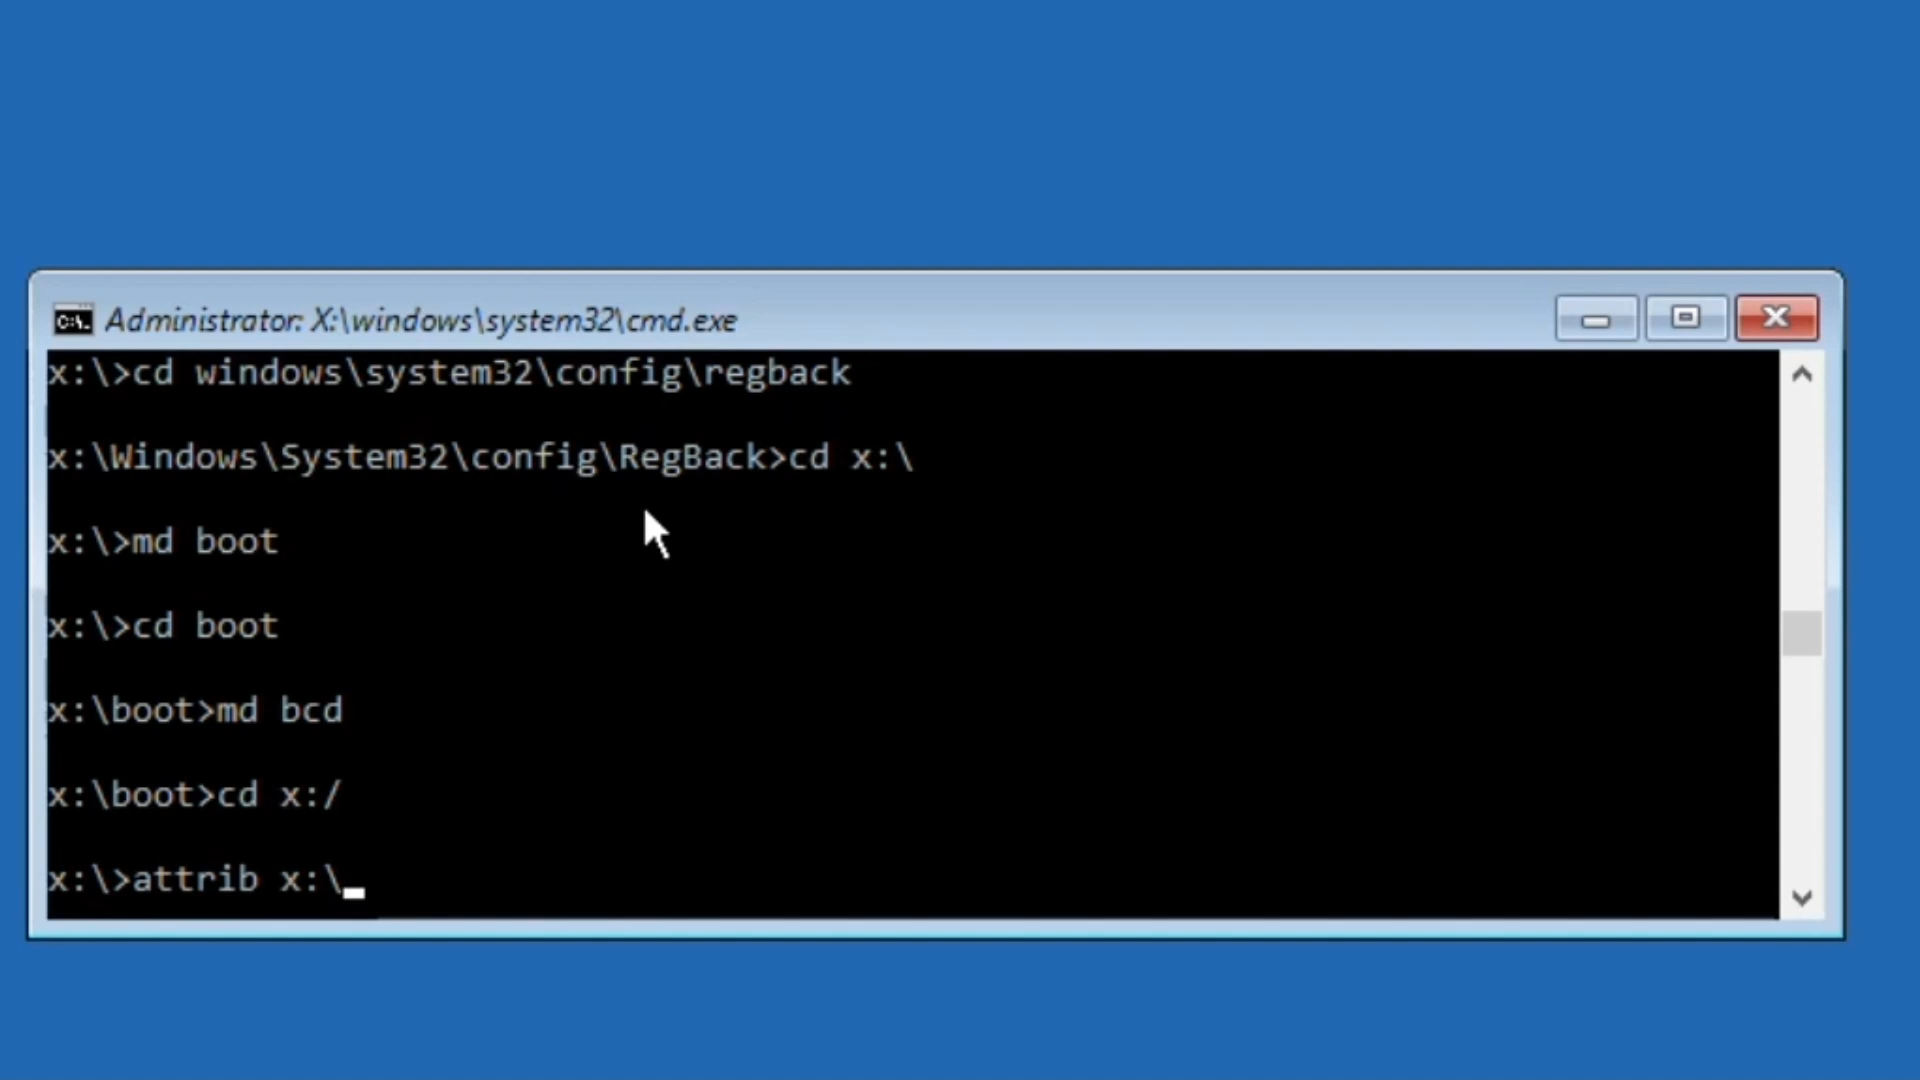 C:\.
Administrator: X:\windows\system32\cmd.exe
x:\>cd windows\system32\config\regback
x:\Windows\System32\config\RegBack>cd x:\
x:\>md boot
x:\>cd boot
x:\boot>md bcd
x:\boot>cd x:/
x:\>attrib x:\